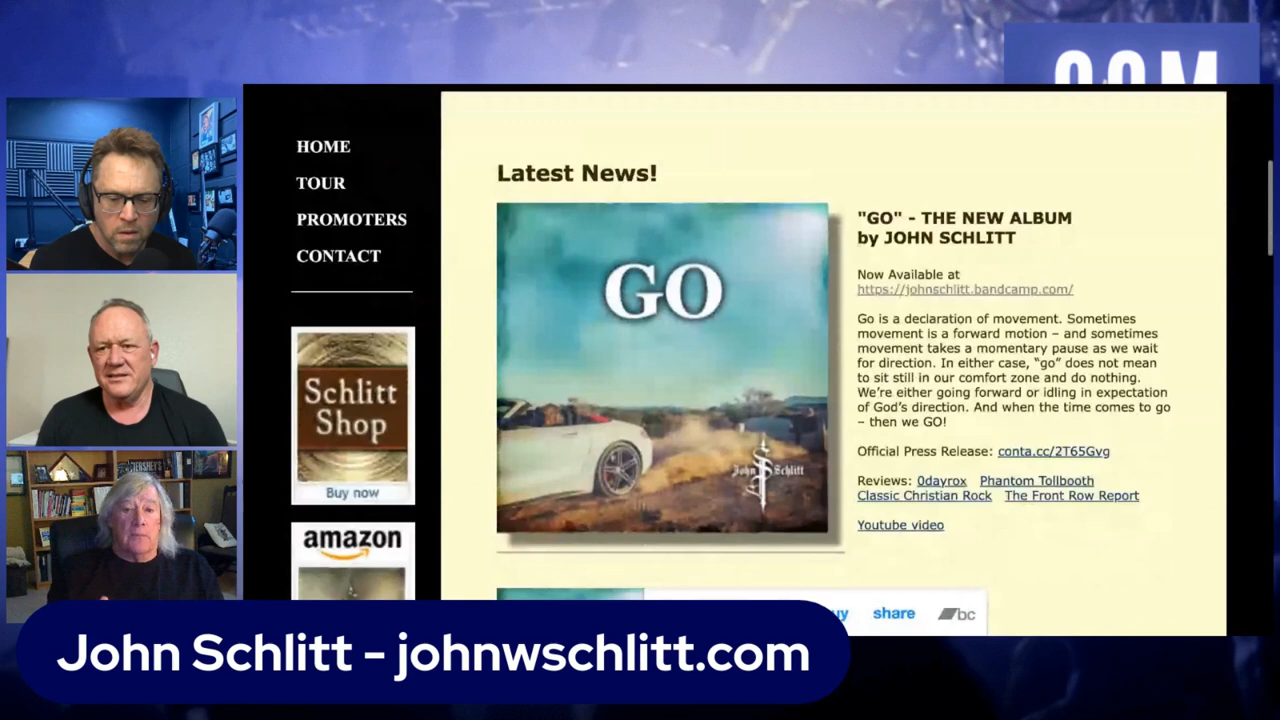 CCM
HOME
TOUR
PROMOTERS
CONTACT
Schlitt
Shop
Buy now
amazon
Latest News!
GO
John Schlitt
"GO" - THE NEW ALBUM
by JOHN SCHLITT
Now Available at
https://johnschlitt.bandcamp.com/
Go is a declaration of movement. Sometimes
movement is a forward motion – and sometimes
movement takes a momentary pause as we wait
for direction. In either case, “go” does not mean
to sit still in our comfort zone and do nothing.
We’re either going forward or idling in expectation
of God’s direction. And when the time comes to go
– then we GO!
Official Press Release: conta.cc/2T65Gvg
Reviews: 0dayrox Phantom Tollbooth
Classic Christian Rock The Front Row Report
Youtube video
share bc
HERSHEY'S
John Schlitt - johnwschlitt.com